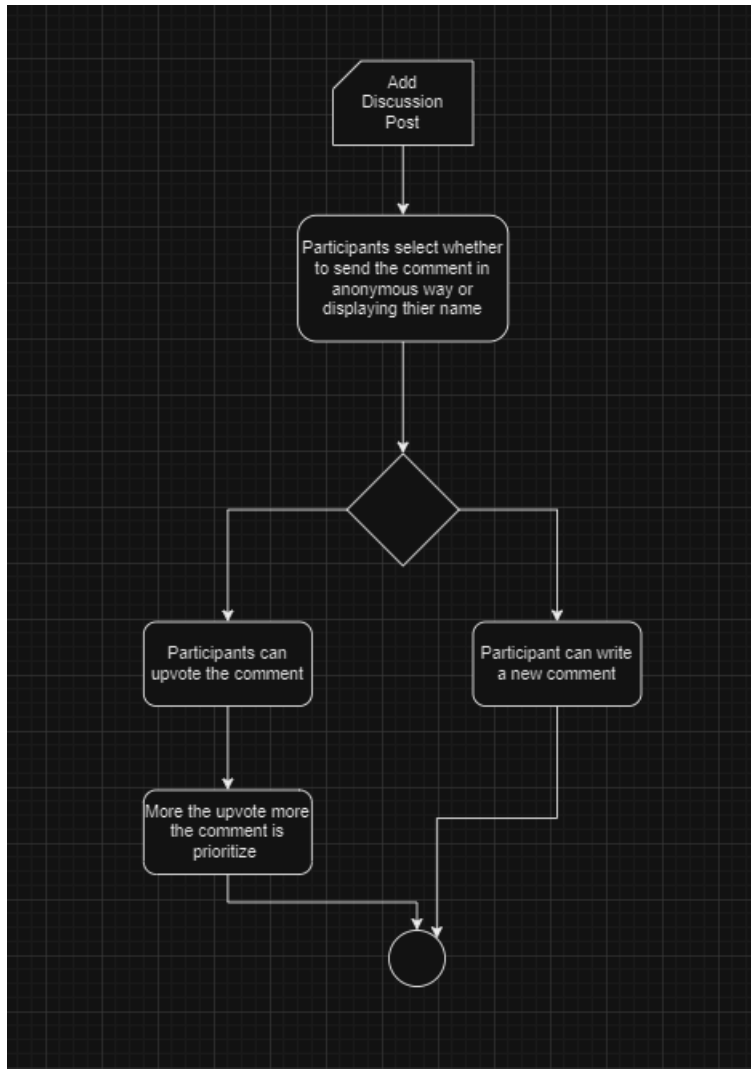 Add
Discussion
Post
Participants select whether
to send the comment in
anonymous way or
displaying thier name
Participants can
upvote the comment
Participant can write
a new comment
More the upvote more
the comment is
prioritize